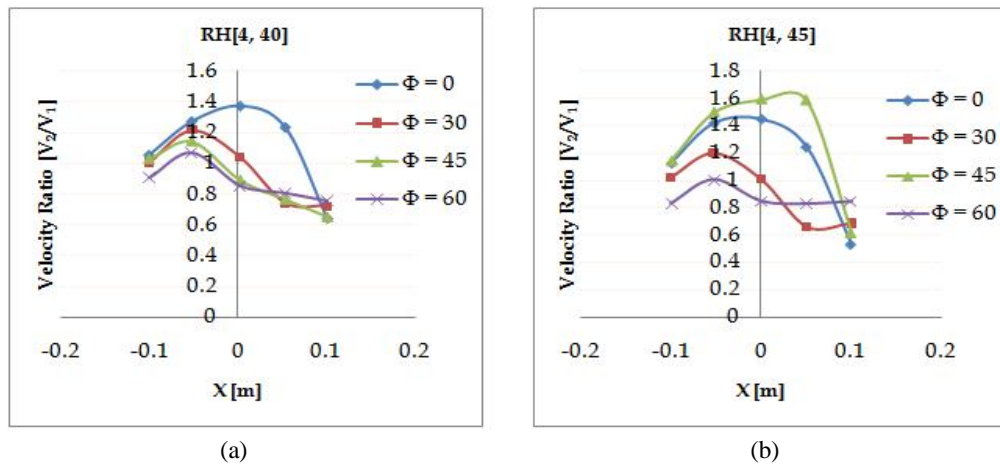 RH[4, 40]
Velocity Ratio [V₂/V₁]
1.6
1.4
1.2
1
0.8
0.6
0.4
0.2
0
-0.2
-0.1
0
0.1
0.2
X [m]
Φ = 0
Φ = 30
Φ = 45
Φ = 60
(a)
RH[4, 45]
Velocity Ratio [V₂/V₁]
1.8
1.6
1.4
1.2
1
0.8
0.6
0.4
0.2
0
-0.2
-0.1
0
0.1
0.2
X [m]
Φ = 0
Φ = 30
Φ = 45
Φ = 60
(b)